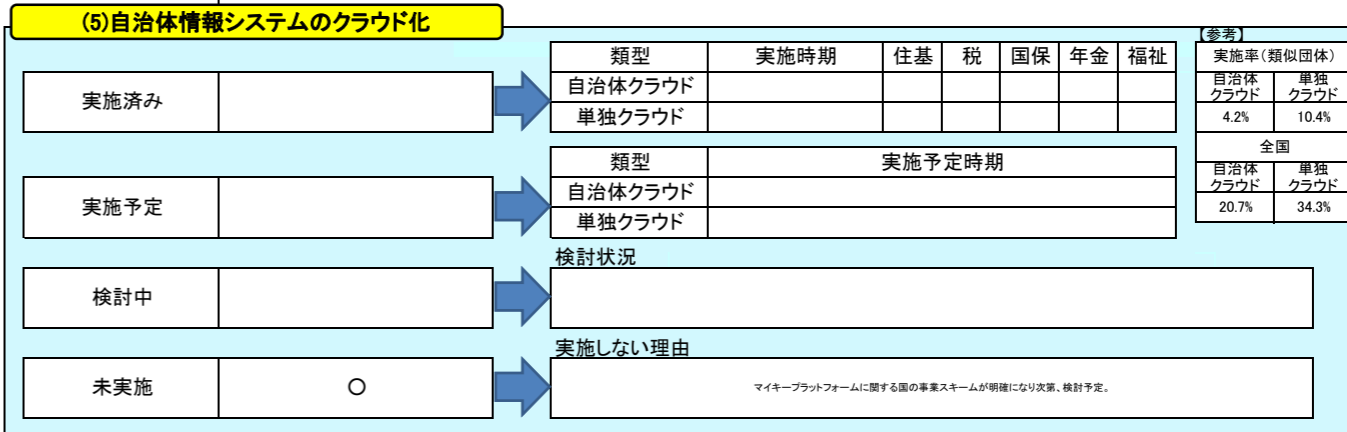 (5)自治体情報システムのクラウド化
【参考】
実施率(類似団体)
自治体クラウド 単独クラウド
4.2% 10.4%
全国
自治体クラウド 単独クラウド
20.7% 34.3%
実施済み
類型 実施時期 住基 税 国保 年金 福祉
自治体クラウド
単独クラウド
実施予定
類型 実施予定時期
自治体クラウド
単独クラウド
検討中
検討状況
未実施 ○
実施しない理由
マイキープラットフォームに関する国の事業スキームが明確になり次第、検討予定。